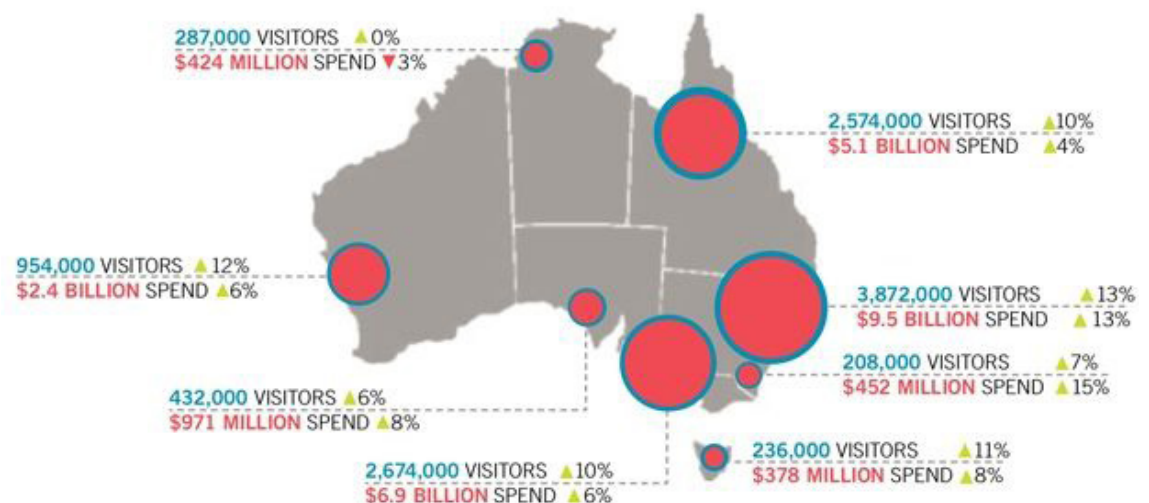 287,000 VISITORS ▲0%
$424 MILLION SPEND ▼3%
2,574,000 VISITORS ▲10%
$5.1 BILLION SPEND ▲4%
954,000 VISITORS ▲12%
$2.4 BILLION SPEND ▲6%
3,872,000 VISITORS ▲13%
$9.5 BILLION SPEND ▲13%
208,000 VISITORS ▲7%
$452 MILLION SPEND ▲15%
432,000 VISITORS ▲6%
$971 MILLION SPEND ▲8%
236,000 VISITORS ▲11%
$378 MILLION SPEND ▲8%
2,674,000 VISITORS ▲10%
$6.9 BILLION SPEND ▲6%